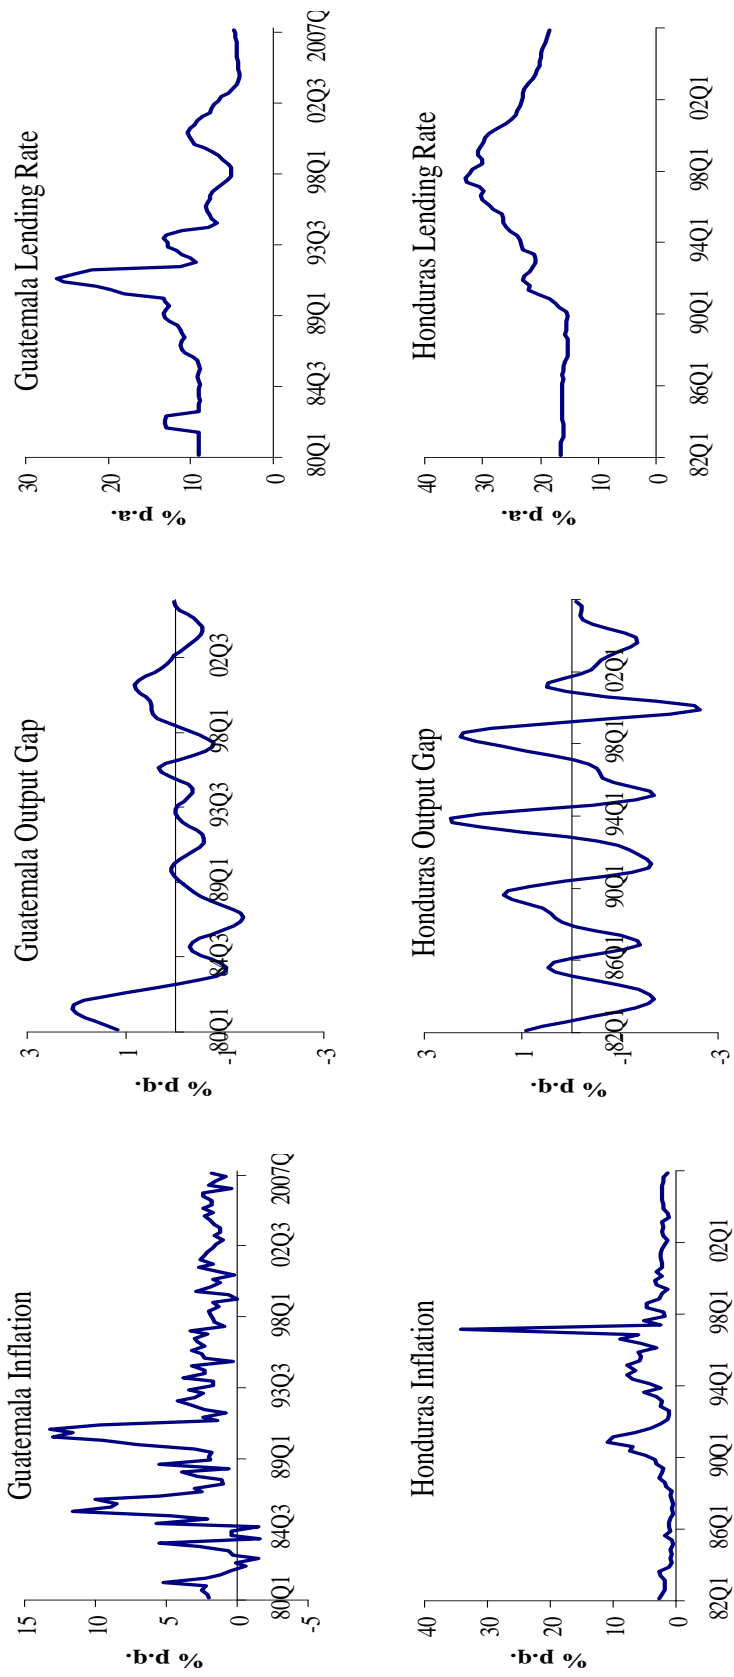 Guatemala Inflation
% p.q.
15
10
5
0
-5
80Q1
84Q3
89Q1
93Q3
98Q1
02Q3
2007Q
Guatemala Output Gap
% p.q.
3
1
-1
-3
80Q1
84Q3
89Q1
93Q3
98Q1
02Q3
Guatemala Lending Rate
% p.a.
30
20
10
0
80Q1
84Q3
89Q1
93Q3
98Q1
02Q3
2007Q
Honduras Inflation
% p.q.
40
30
20
10
0
82Q1
86Q1
90Q1
94Q1
98Q1
02Q1
Honduras Output Gap
% p.q.
3
1
-1
-3
82Q1
86Q1
90Q1
94Q1
98Q1
02Q1
Honduras Lending Rate
% p.a.
40
30
20
10
0
82Q1
86Q1
90Q1
94Q1
98Q1
02Q1